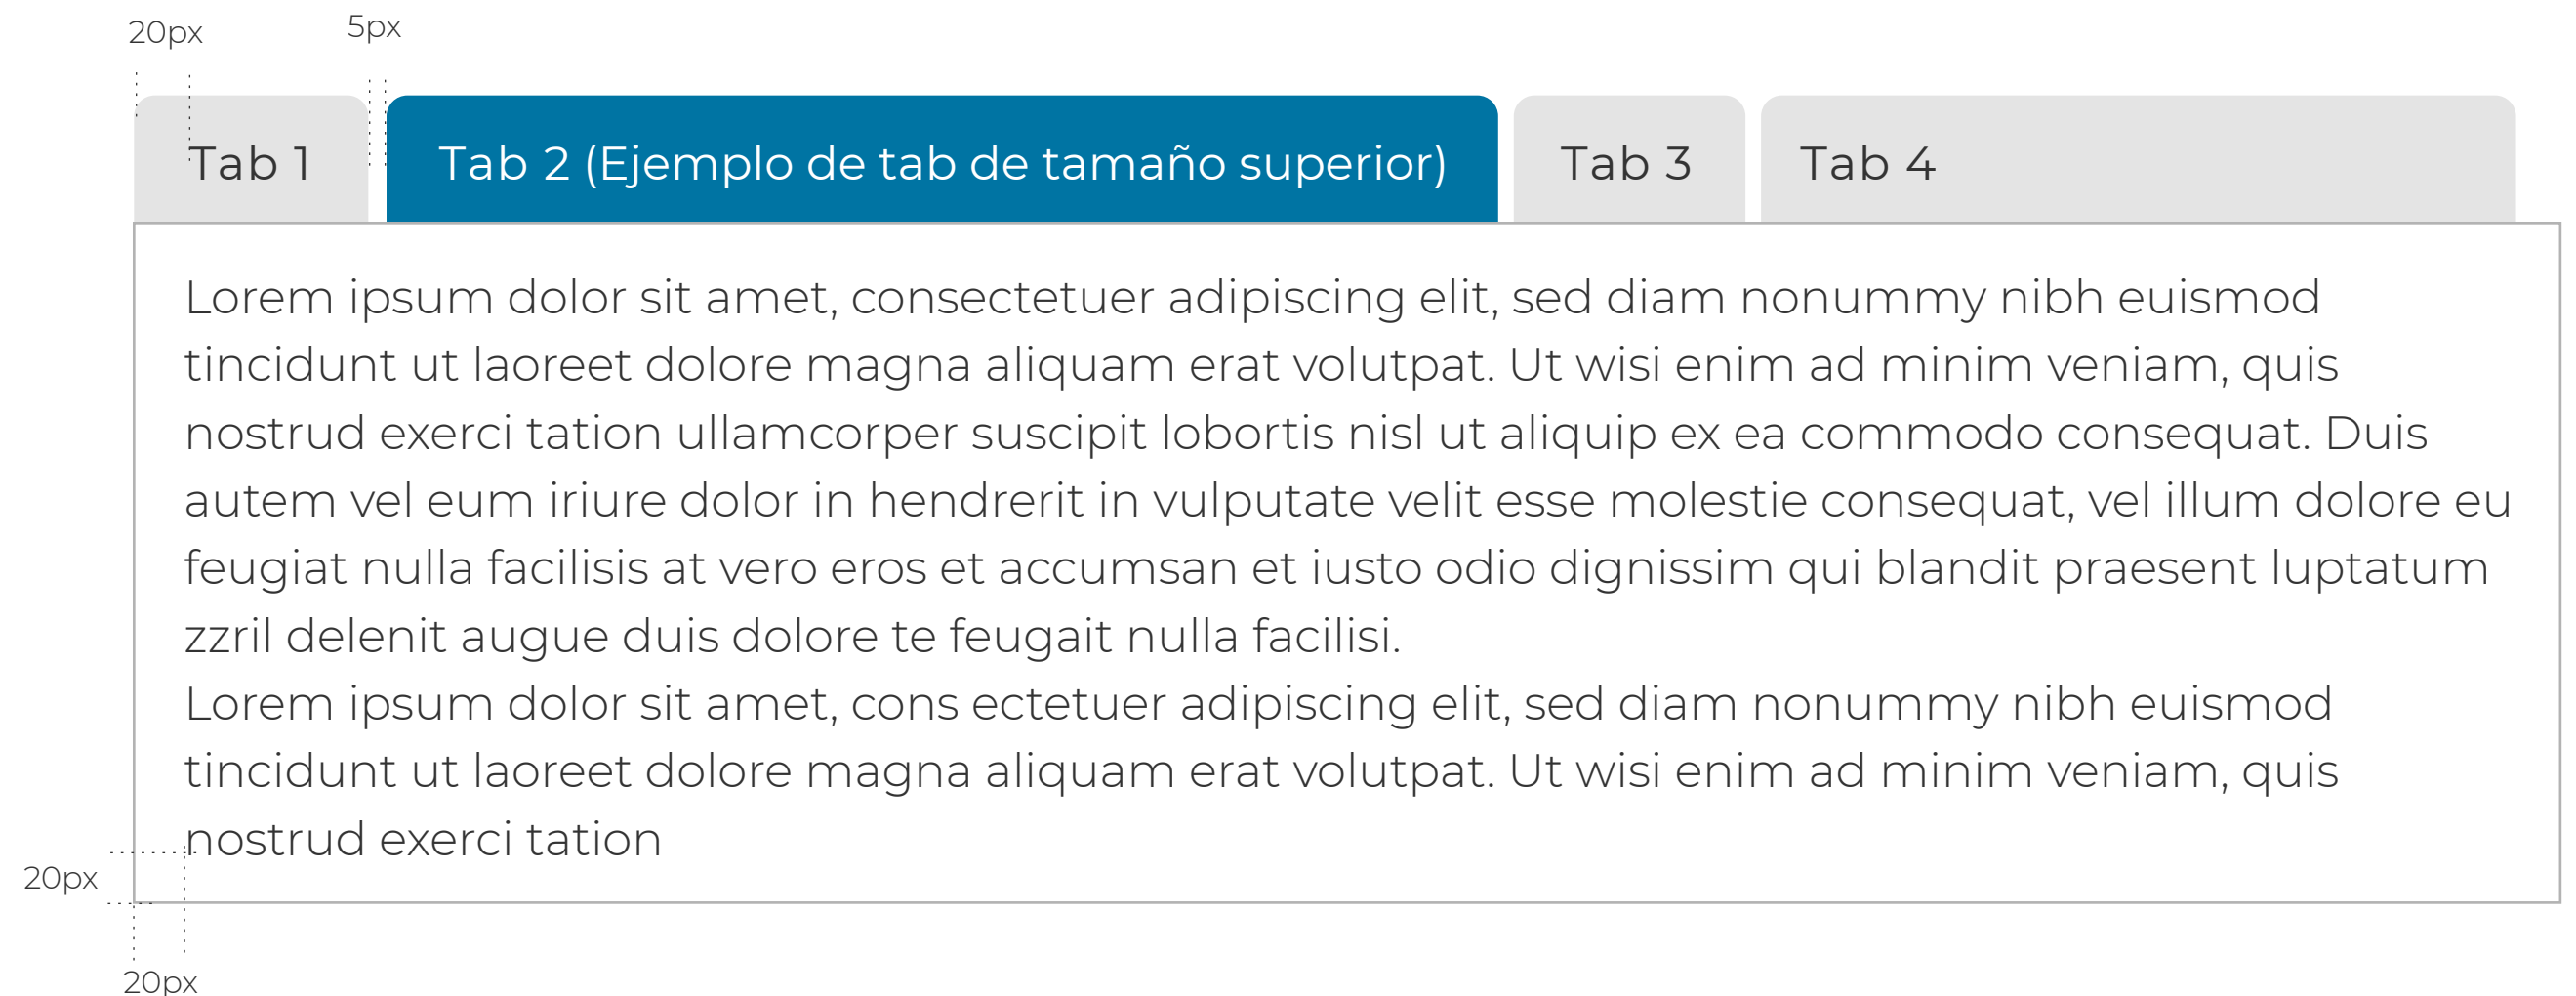 20px
5px
Tab 1
Tab 2 (Ejemplo de tab de tamaño superior)
Tab 3
Tab 4
Lorem ipsum dolor sit amet, consectetuer adipiscing elit, sed diam nonummy nibh euismod
tincidunt ut laoreet dolore magna aliquam erat volutpat. Ut wisi enim ad minim veniam, quis
nostrud exerci tation ullamcorper suscipit lobortis nisl ut aliquip ex ea commodo consequat. Duis
autem vel eum iriure dolor in hendrerit in vulputate velit esse molestie consequat, vel illum dolore eu
feugiat nulla facilisis at vero eros et accumsan et iusto odio dignissim qui blandit praesent luptatum
zzril delenit augue duis dolore te feugait nulla facilisi.
Lorem ipsum dolor sit amet, cons ectetuer adipiscing elit, sed diam nonummy nibh euismod
tincidunt ut laoreet dolore magna aliquam erat volutpat. Ut wisi enim ad minim veniam, quis
nostrud exerci tation
20px
20px